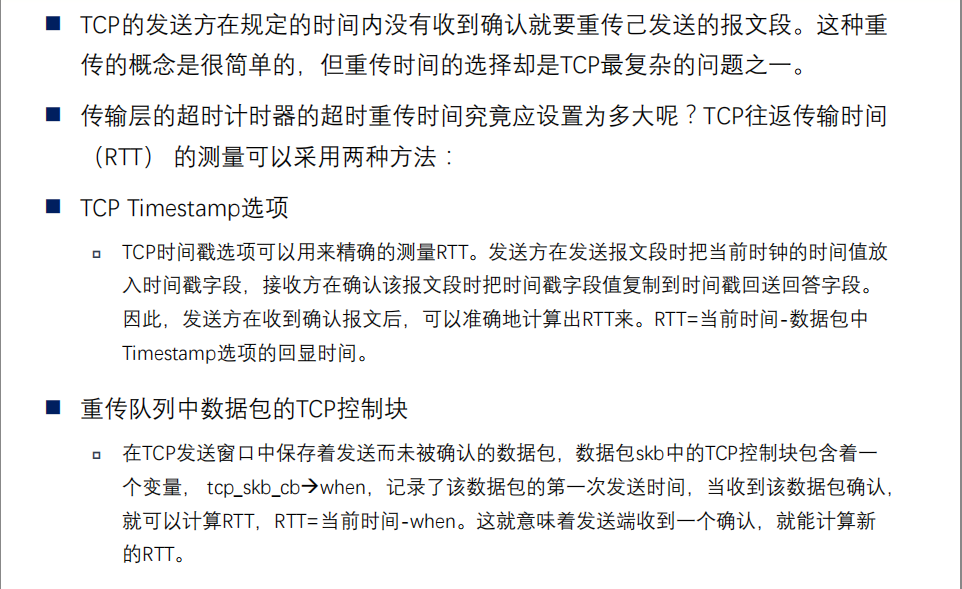 TCP的发送方在规定的时间内没有收到确认就要重传已发送的报文段。这种重
传的概念是很简单的，但重传时间的选择却是TCP最复杂的问题之一。
传输层的超时计时器的超时重传时间究竟应设置为多大呢？TCP往返传输时间
（RTT） 的测量可以采用两种方法：
TCP Timestamp选项
TCP时间戳选项可以用来精确的测量RTT。发送方在发送报文段时把当前时钟的时间值放
入时间戳字段，接收方在确认该报文段时把时间戳字段值复制到时间戳回送回答字段。
因此，发送方在收到确认报文后，可以准确地计算出RTT来。RTT=当前时间-数据包中
Timestamp选项的回显时间。
重传队列中数据包的TCP控制块
在TCP发送窗口中保存着发送而未被确认的数据包，数据包skb中的TCP控制块包含着一
个变量， tcp_skb_cb→when，记录了该数据包的第一次发送时间，当收到该数据包确认，
就可以计算RTT，RTT=当前时间-when。这就意味着发送端收到一个确认，就能计算新
的RTT。